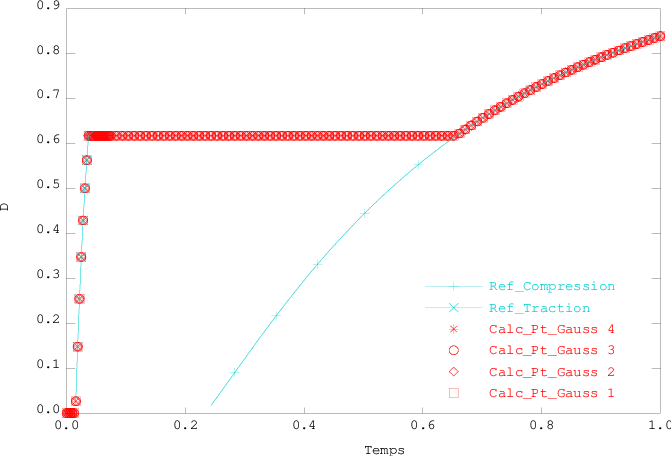 0.9
0.8
0.7
0.6
0.5
0.4
0.3
0.2
0.1
0.0
D
Ref_Compression
Ref_Traction
Calc_Pt_Gauss 4
Calc_Pt_Gauss 3
Calc_Pt_Gauss 2
Calc_Pt_Gauss 1
0.0 0.2 0.4 0.6 0.8 1.0
Temps